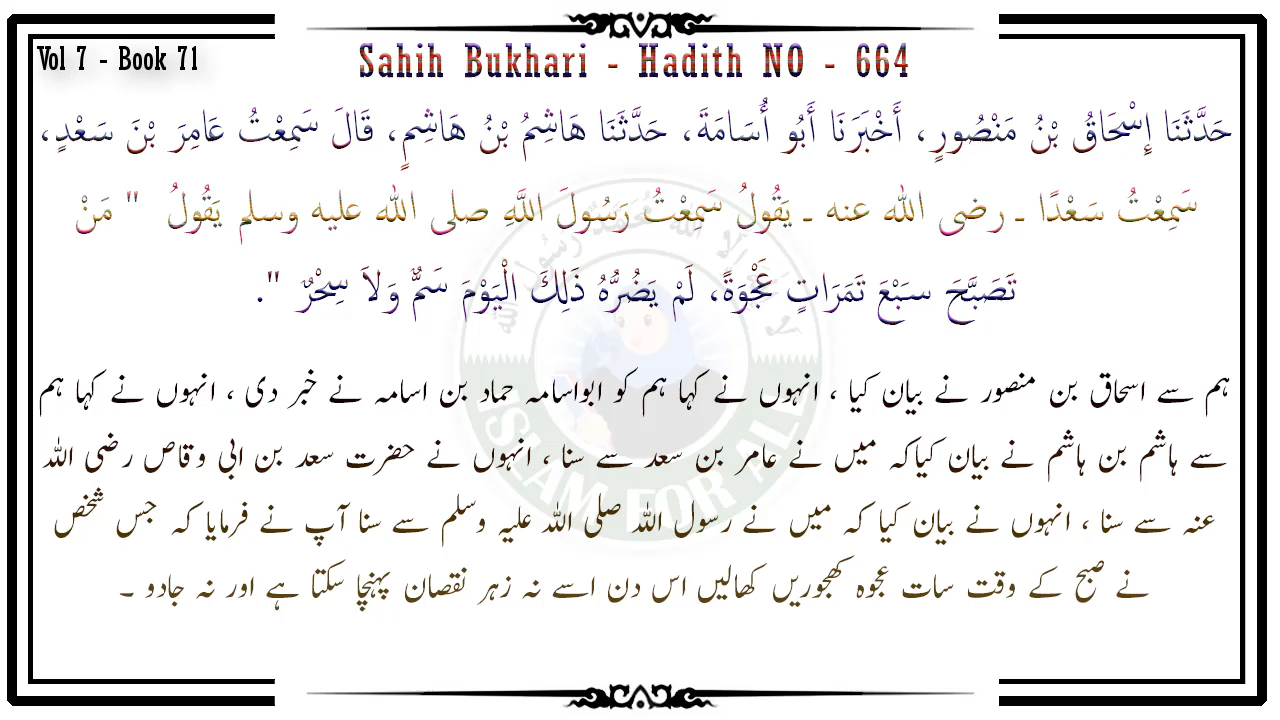 Vol 7 - Book 71
Sahih Bukhari - Hadith NO - 664
حَدَّثَنَا إِسْحَاقُ بْنُ مَنْصُورٍ، أَخْبَرَنَا أَبُو أُسَامَةَ، حَدَّثَنَا هَاشِمُ بْنُ هَاشِمٍ، قَالَ سَمِعْتُ عَامِرَ بْنَ سَعْدٍ،
سَمِعْتُ سَعْدًا ـ رضى الله عنه ـ يَقُولُ سَمِعْتُ رَسُولَ اللَّهِ صلى الله عليه وسلم يَقُولُ " مَنْ
تَصَبَّحَ سبَبْعَ تَمَرَاتٍ عَجْوَةً، لَمْ يَضُرُّهُ ذَلِكَ الْيَوْمَ سَمٌّ وَلاَ سِحْرٌ ".
ہم سے اسحاق بن منصور نے بیان کیا ، انہوں نے کہا ہم کو ابواسامہ حماد بن اسامہ نے خبر دی ، انہوں نے کہا ہم
سے ہاشم بن ہاشم نے بیان کیاکہ میں نے عامر بن سعد سے سنا ، انہوں نے حضرت سعد بن ابی وقاص رضی اللہ
عنہ سے سنا ، انہوں نے بیان کیا کہ میں نے رسول اللہ صلی اللہ علیہ وسلم سے سنا آپ نے فرمایا کہ جس شخص
نے صبح کے وقت سات عجوہ کھجوریں کھالیں اس دن اسے نہ زہر نقصان پہنچا سکتا ہے اور نہ جادو ۔
ISLAM FOR ALL